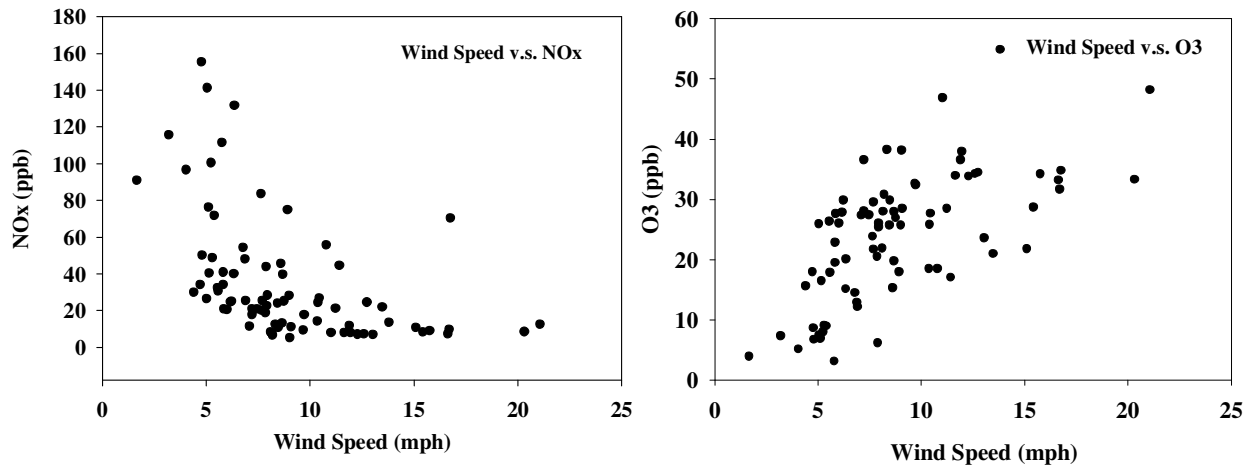 180
160
140
120
100
80
60
40
20
0
NOx (ppb)
Wind Speed v.s. NOx
0 5 10 15 20 25
Wind Speed (mph)
60
50
40
30
20
10
0
O3 (ppb)
Wind Speed v.s. O3
0 5 10 15 20 25
Wind Speed (mph)